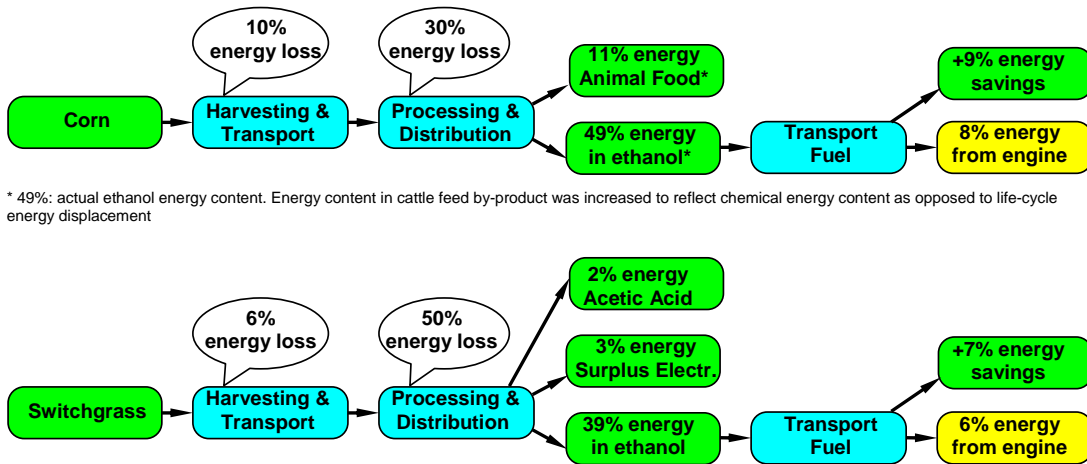 10%
energy loss
30%
energy loss
11% energy
Animal Food*
+9% energy
savings
Corn
Harvesting &
Transport
Processing &
Distribution
49% energy
in ethanol*
Transport
Fuel
8% energy
from engine
* 49%: actual ethanol energy content. Energy content in cattle feed by-product was increased to reflect chemical energy content as opposed to life-cycle
energy displacement
2% energy
Acetic Acid
6%
energy loss
50%
energy loss
3% energy
Surplus Electr.
+7% energy
savings
Switchgrass
Harvesting &
Transport
Processing &
Distribution
39% energy
in ethanol
Transport
Fuel
6% energy
from engine